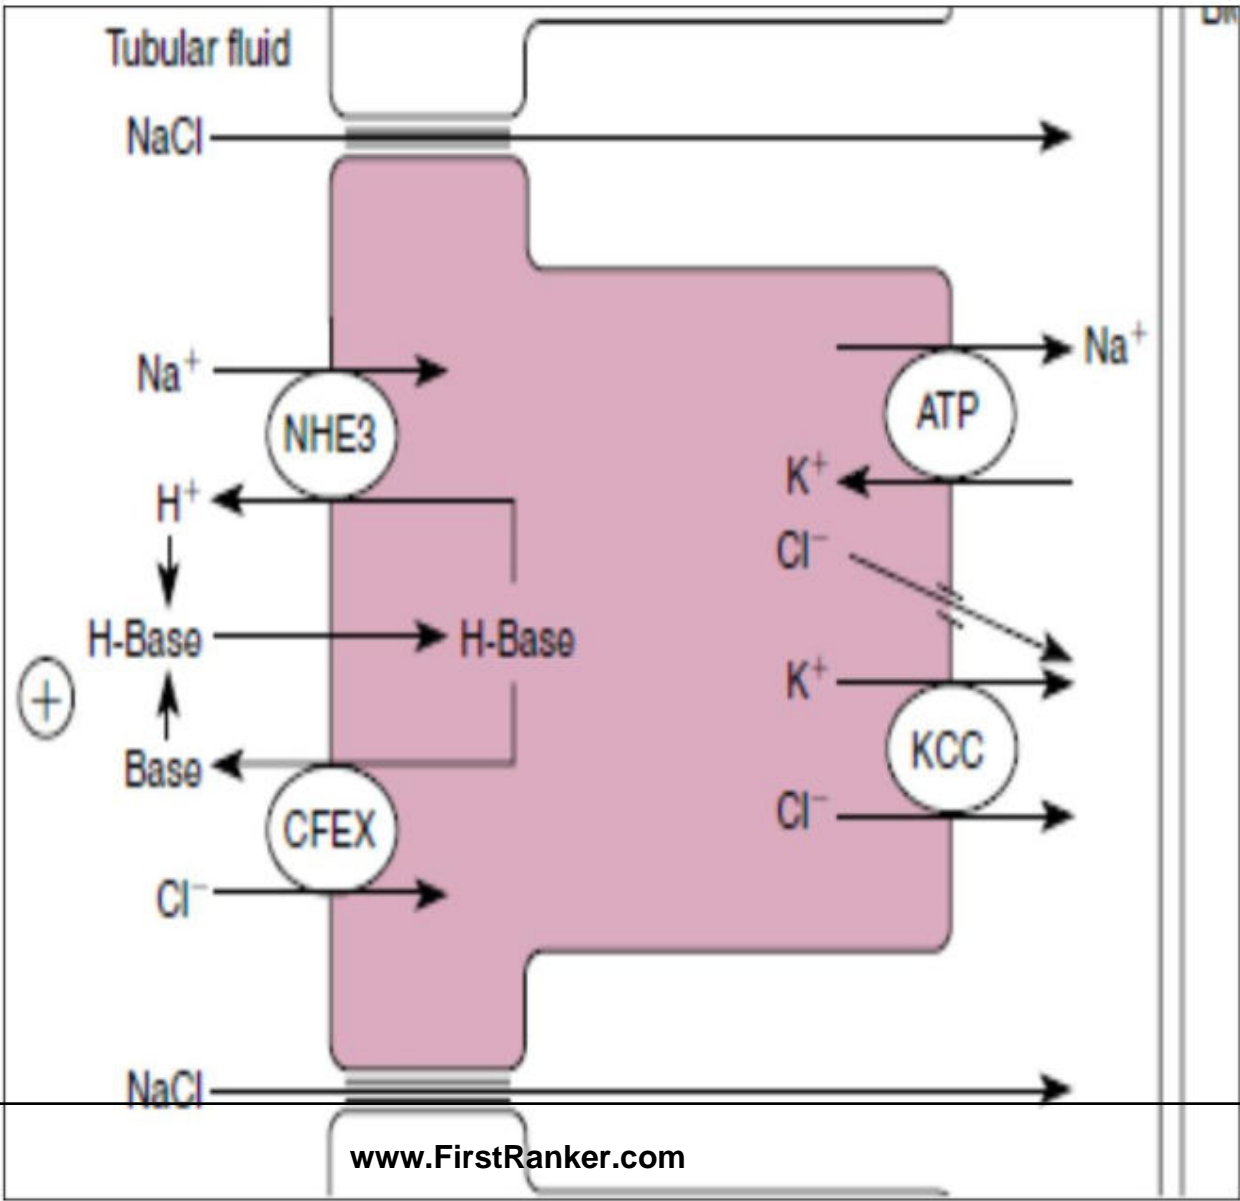 Tubular fluid
NaCl
Na⁺
Na⁺
NHE3
ATP
H⁺
K⁺
Cl⁻
H-Base
H-Base
+
K⁺
Base
KCC
CFEX
Cl⁻
Cl⁻
NaCl
www.FirstRanker.com